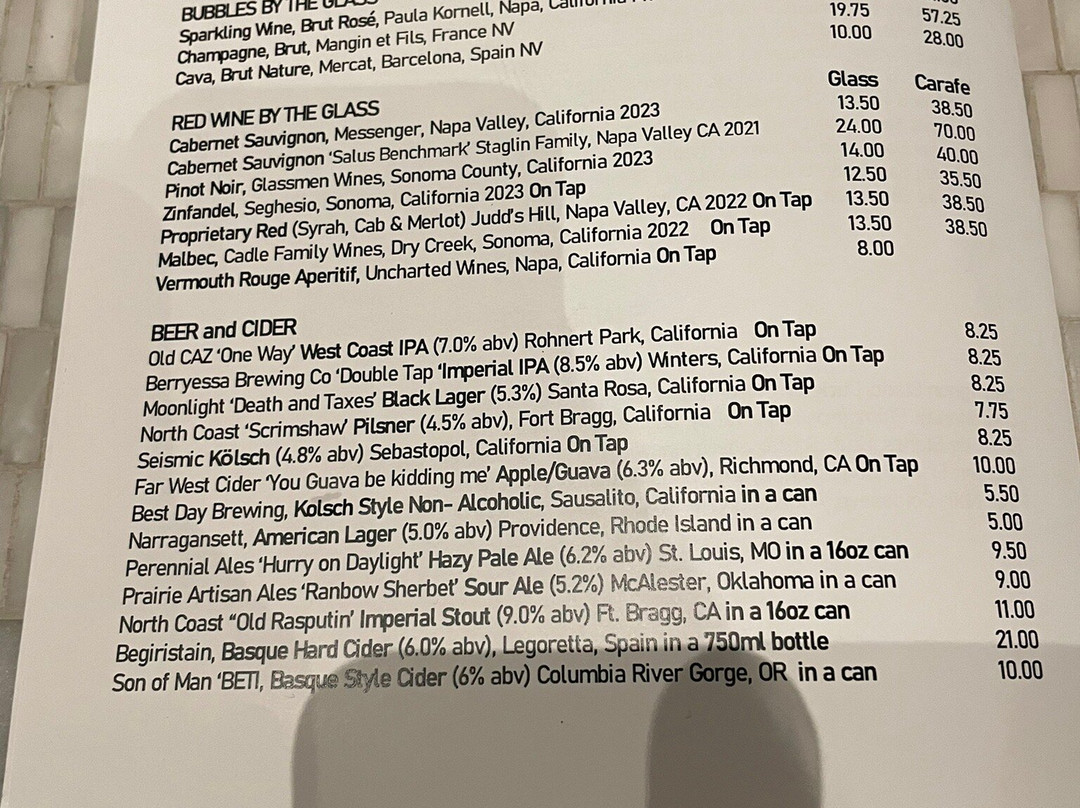 BUBBLES BY THE GLASS
Sparkling Wine, Brut Rosé, Paula Kornell, Napa, California
Champagne, Brut, Mangin et Fils, France NV 19.75 57.25
Cava, Brut Nature, Mercat, Barcelona, Spain NV 10.00 28.00
RED WINE BY THE GLASS Glass Carafe
Cabernet Sauvignon, Messenger, Napa Valley, California 2023 13.50 38.50
Cabernet Sauvignon 'Salus Benchmark' Staglin Family, Napa Valley CA 2021 24.00 70.00
Pinot Noir, Glassmen Wines, Sonoma County, California 2023 14.00 40.00
Zinfandel, Seghesio, Sonoma, California 2023 On Tap 12.50 35.50
Proprietary Red (Syrah, Cab & Merlot) Judd's Hill, Napa Valley, CA 2022 On Tap 13.50 38.50
Malbec, Cadle Family Wines, Dry Creek, Sonoma, California 2022 On Tap 13.50 38.50
Vermouth Rouge Aperitif, Uncharted Wines, Napa, California On Tap 8.00
BEER and CIDER
Old CAZ 'One Way' West Coast IPA (7.0% abv) Rohnert Park, California On Tap 8.25
Berryessa Brewing Co 'Double Tap 'Imperial IPA (8.5% abv) Winters, California On Tap 8.25
Moonlight 'Death and Taxes' Black Lager (5.3%) Santa Rosa, California On Tap 8.25
North Coast 'Scrimshaw' Pilsner (4.5% abv), Fort Bragg, California On Tap 7.75
Seismic Kölsch (4.8% abv) Sebastopol, California On Tap 8.25
Far West Cider 'You Guava be kidding me' Apple/Guava (6.3% abv), Richmond, CA On Tap 10.00
Best Day Brewing, Kolsch Style Non- Alcoholic, Sausalito, California in a can 5.50
Narragansett, American Lager (5.0% abv) Providence, Rhode Island in a can 5.00
Perennial Ales 'Hurry on Daylight' Hazy Pale Ale (6.2% abv) St. Louis, MO in a 16oz can 9.50
Prairie Artisan Ales 'Ranbow Sherbet' Sour Ale (5.2%) McAlester, Oklahoma in a can 9.00
North Coast "Old Rasputin' Imperial Stout (9.0% abv) Ft. Bragg, CA in a 16oz can 11.00
Begiristain, Basque Hard Cider (6.0% abv), Legoretta, Spain in a 750ml bottle 21.00
Son of Man 'BETI, Basque Style Cider (6% abv) Columbia River Gorge, OR in a can 10.00